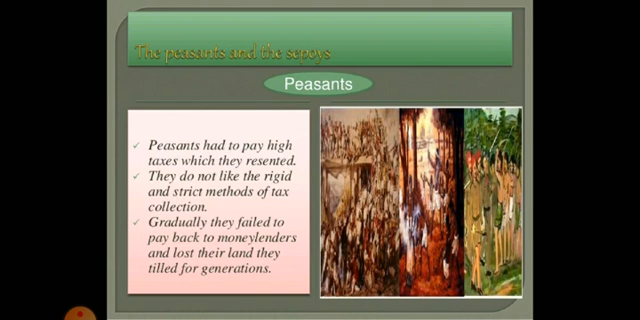 The peasants and the sepoys
Peasants
Peasants had to pay high
taxes which they resented.
They do not like the rigid
and strict methods of tax
collection.
Gradually they failed to
pay back to moneylenders
and lost their land they
tilled for generations.